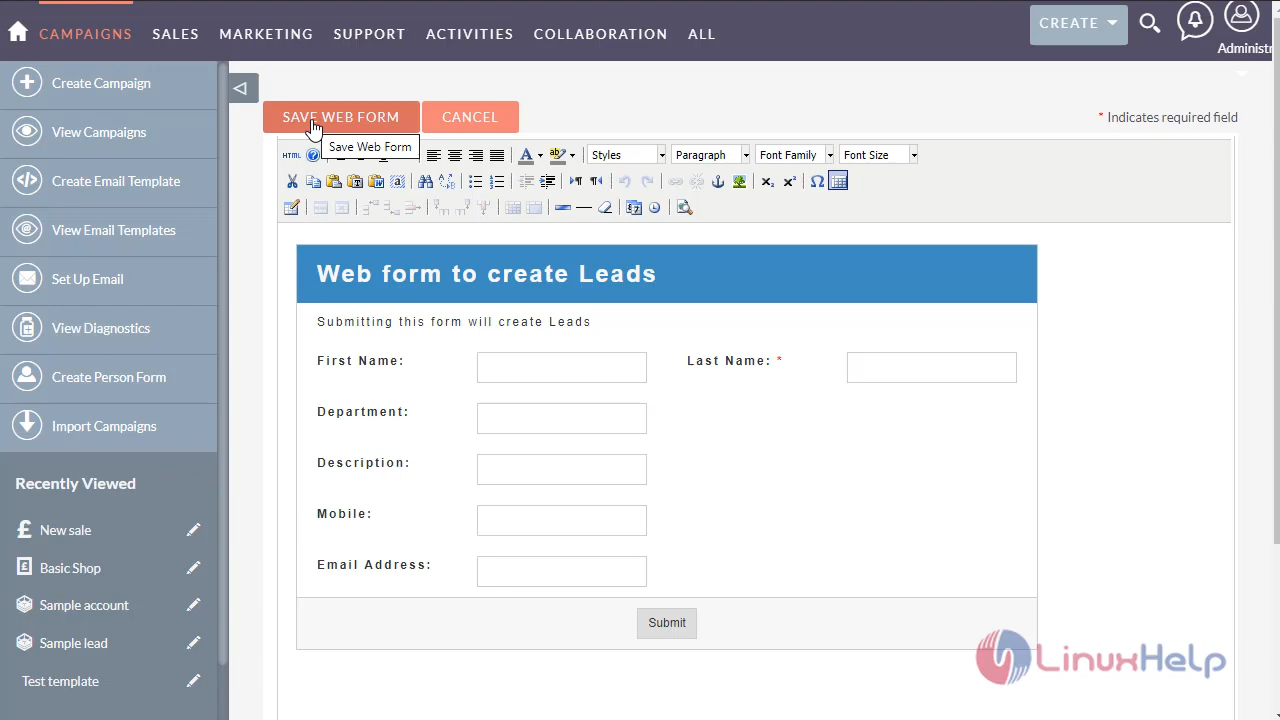 CAMPAIGNS SALES MARKETING SUPPORT ACTIVITIES COLLABORATION ALL
CREATE
Administr
Create Campaign
View Campaigns
Create Email Template
View Email Templates
Set Up Email
View Diagnostics
Create Person Form
Import Campaigns
Recently Viewed
New sale
Basic Shop
Sample account
Sample lead
Test template
SAVE WEB FORM CANCEL
* Indicates required field
Save Web Form
HTML Styles Paragraph Font Family Font Size
Web form to create Leads
Submitting this form will create Leads
First Name: Last Name: *
Department:
Description:
Mobile:
Email Address:
Submit
LinuxHelp